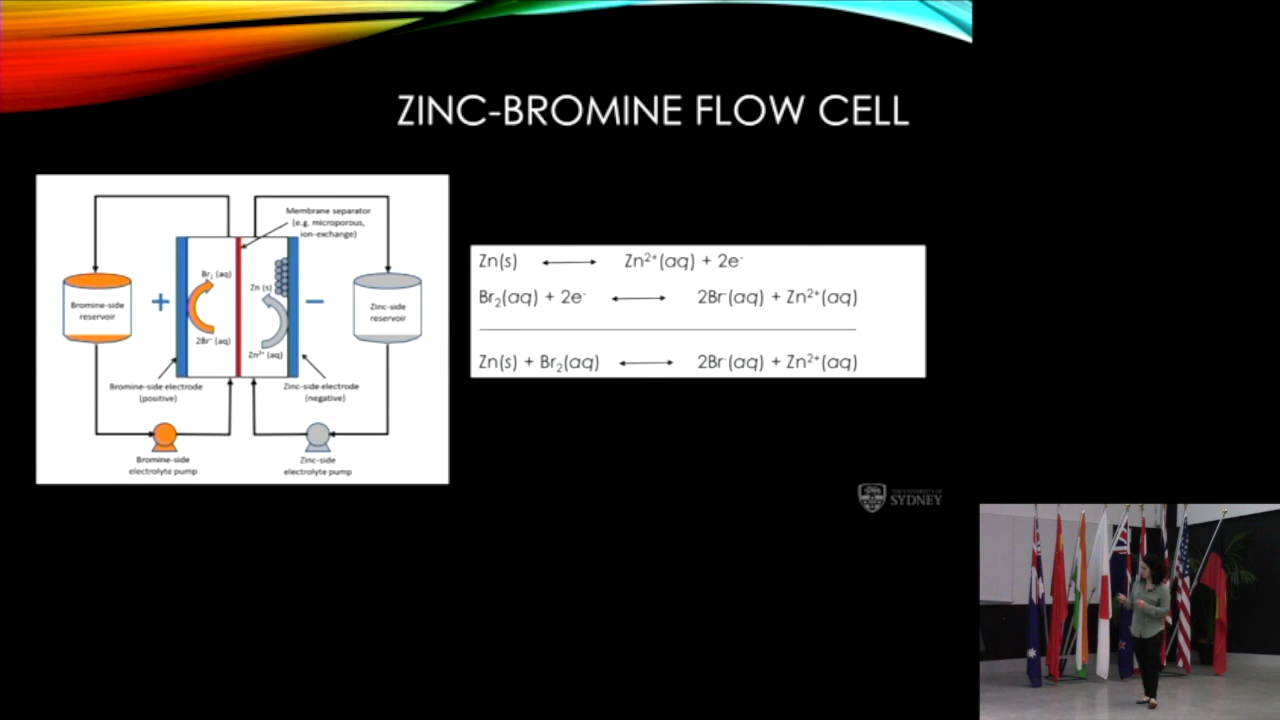 ZINC-BROMINE FLOW CELL
Membrane separator
(e.g. microporous,
ion-exchange)
Br₂ (aq)
Zn (s)
Bromine-side
reservoir
+
−
Zinc-side
reservoir
2Br⁻ (aq)
Zn²⁺ (aq)
Bromine-side electrode
(positive)
Zinc-side electrode
(negative)
Bromine-side
electrolyte pump
Zinc-side
electrolyte pump
Zn(s) ⟷ Zn²⁺(aq) + 2e⁻
Br₂(aq) + 2e⁻ ⟷ 2Br⁻(aq) + Zn²⁺(aq)
Zn(s) + Br₂(aq) ⟷ 2Br⁻(aq) + Zn²⁺(aq)
THE UNIVERSITY OF
SYDNEY